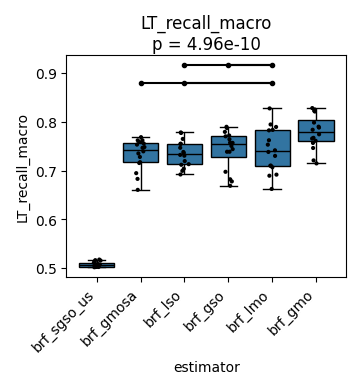 LT_recall_macro
p = 4.96e-10
LT_recall_macro
0.9
0.8
0.7
0.6
0.5
brf_sgso_us
brf_gmosa
brf_lso
brf_gso
brf_lmo
brf_gmo
estimator